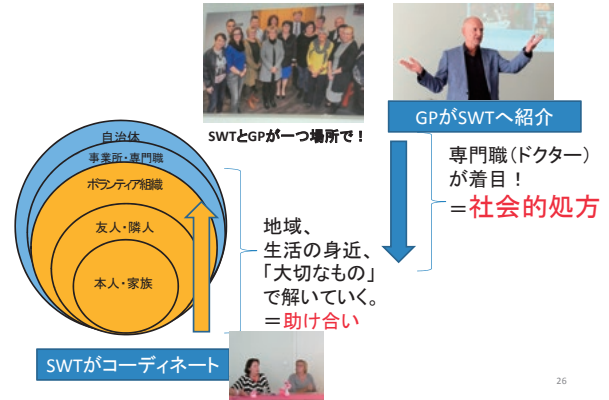 SWTとGPが一つ場所で！
GPがSWTへ紹介
自治体
事業所・専門職
ボランティア組織
友人・隣人
本人・家族
専門職（ドクター）
が着目！
＝社会的処方
地域、
生活の身近、
「大切なもの」
で解いていく。
＝助け合い
SWTがコーディネート
26